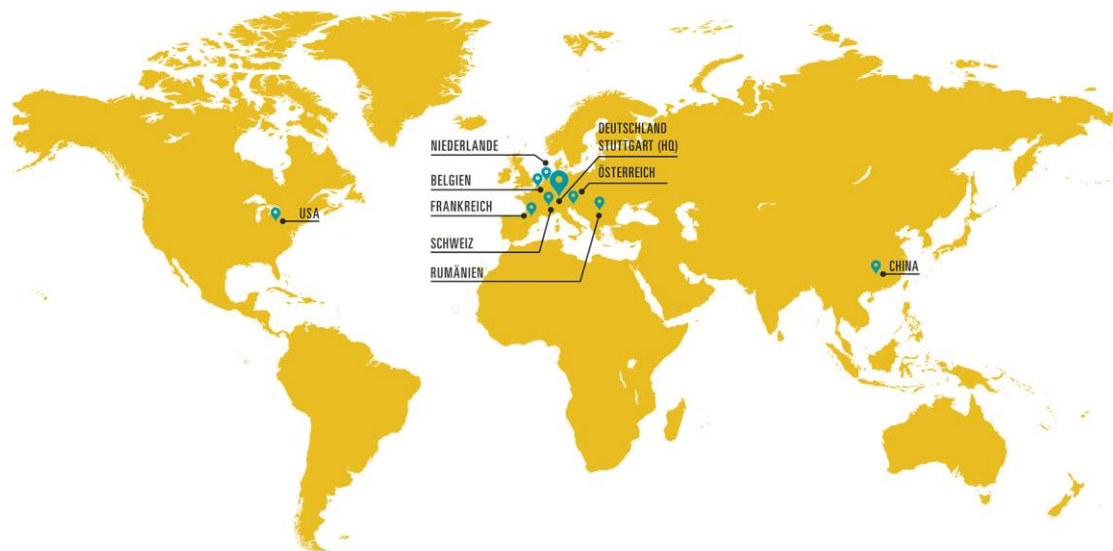 NIEDERLANDE
DEUTSCHLAND
STUTTGART (HQ)
BELGIEN
ÖSTERREICH
FRANKREICH
USA
SCHWEIZ
RUMÄNIEN
CHINA